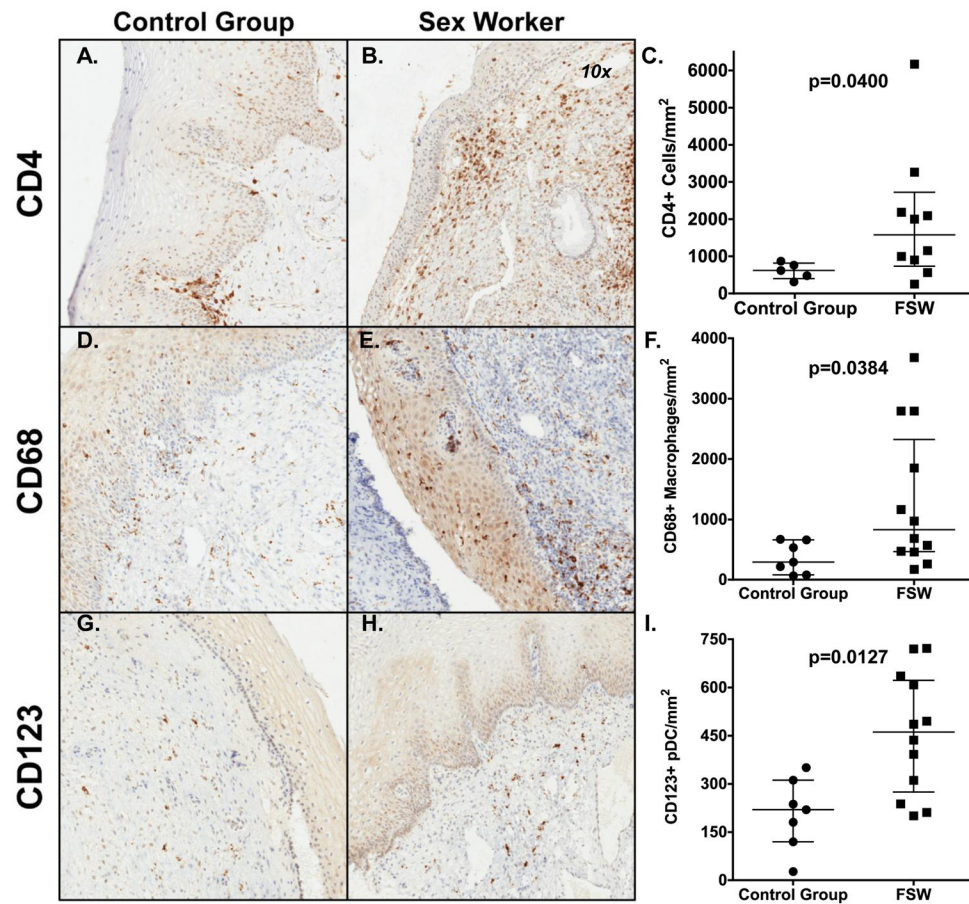 Control Group
Sex Worker
CD4
CD68
CD123
A.
B.
10x
C.
p=0.0400
CD4+ Cells/mm²
6000
5000
4000
3000
2000
1000
0
Control Group
FSW
D.
E.
F.
p=0.0384
CD68+ Macrophages/mm²
4000
3000
2000
1000
0
Control Group
FSW
G.
H.
I.
p=0.0127
CD123+ pDC/mm²
750
600
450
300
150
0
Control Group
FSW